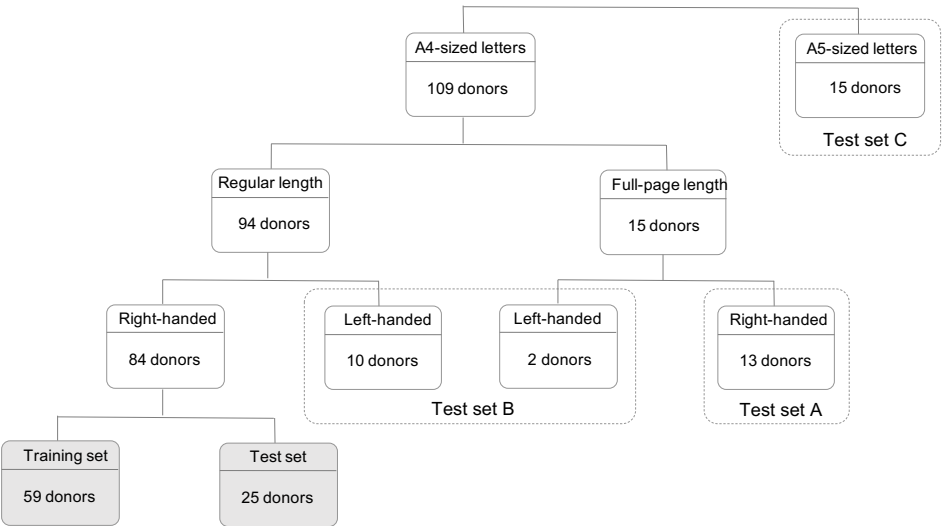 A4-sized letters
109 donors
A5-sized letters
15 donors
Test set C
Regular length
94 donors
Full-page length
15 donors
Right-handed
84 donors
Left-handed
10 donors
Left-handed
2 donors
Right-handed
13 donors
Test set B
Test set A
Training set
59 donors
Test set
25 donors